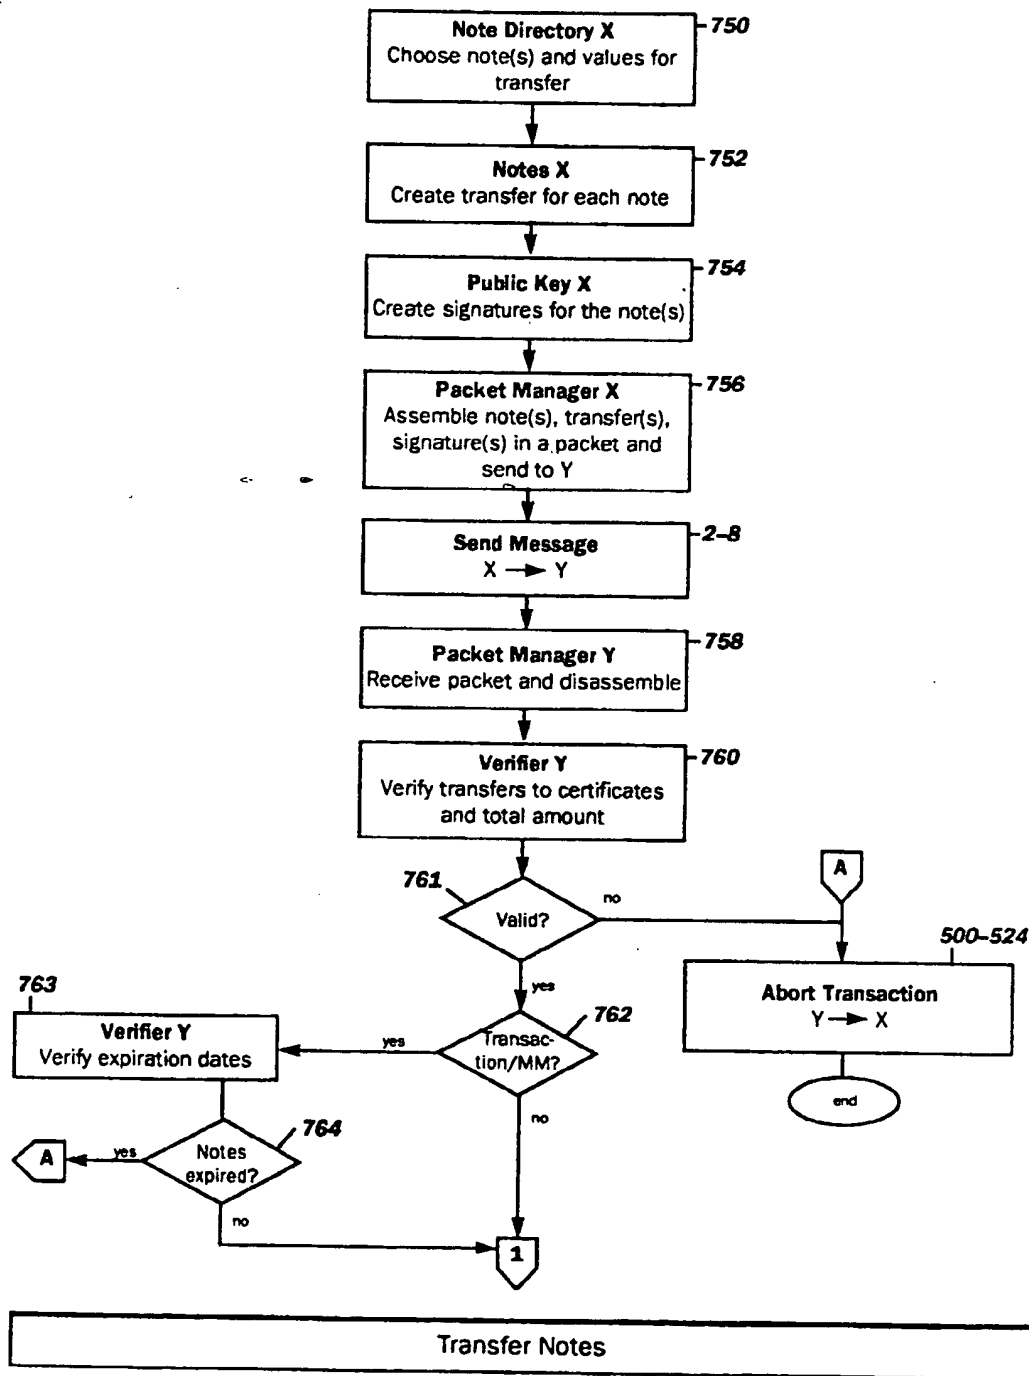 Note Directory X
Choose note(s) and values for
transfer
750
Notes X
Create transfer for each note
752
Public Key X
Create signatures for the note(s)
754
Packet Manager X
Assemble note(s), transfer(s),
signature(s) in a packet and
send to Y
756
Send Message
X Y
2-8
Packet Manager Y
Receive packet and disassemble
758
Verifier Y
Verify transfers to certificates
and total amount
760
761
Valid?
no
A
500-524
Abort Transaction
Y X
end
yes
762
Transac-
tion/MM?
yes
763
Verifier Y
Verify expiration dates
no
764
Notes
expired?
yes
A
no
1
Transfer Notes